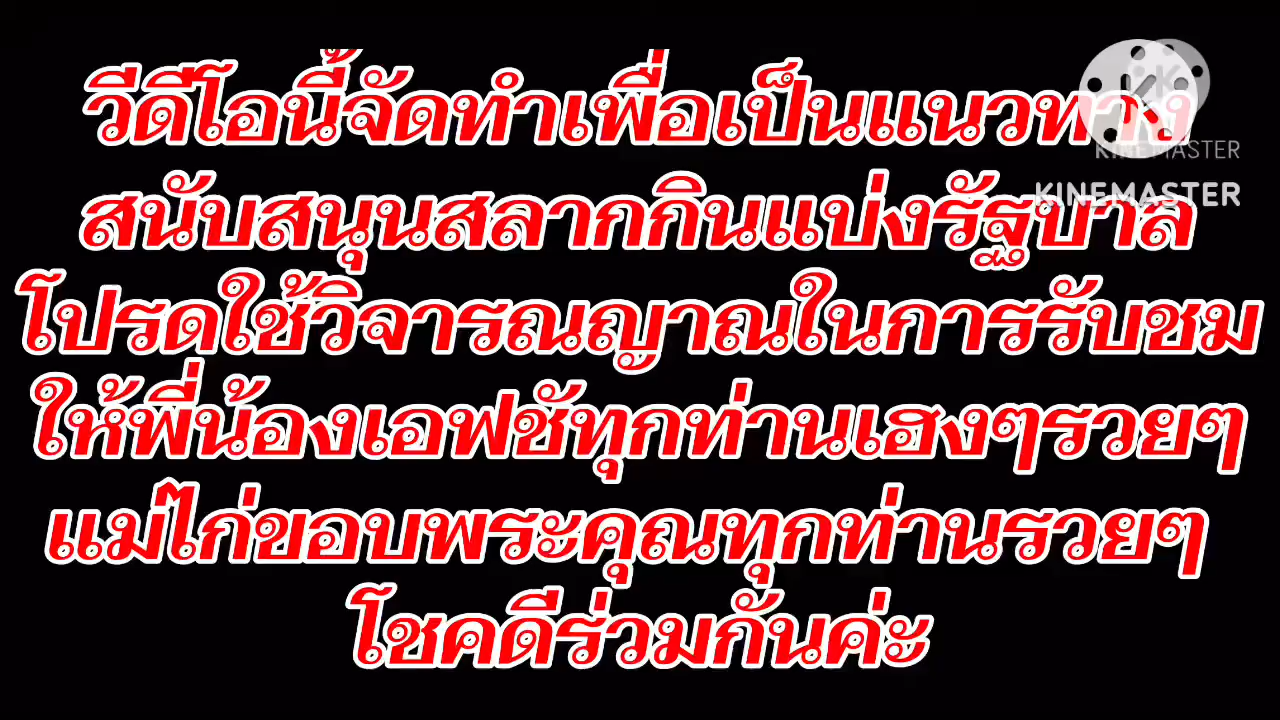 วีดีโอนี้จัดทำเพื่อเป็นแนวทาง
สนับสนุนสลากกินแบ่งรัฐบาล
โปรดใช้วิจารณญาณในการรับชม
ให้พี่น้องเอฟซีทุกท่านเฮงๆรวยๆ
แม่ไก่ขอบพระคุณทุกท่านรวยๆ
โชคดีร่วมกันค่ะ
KINEMASTER
KINEMASTER